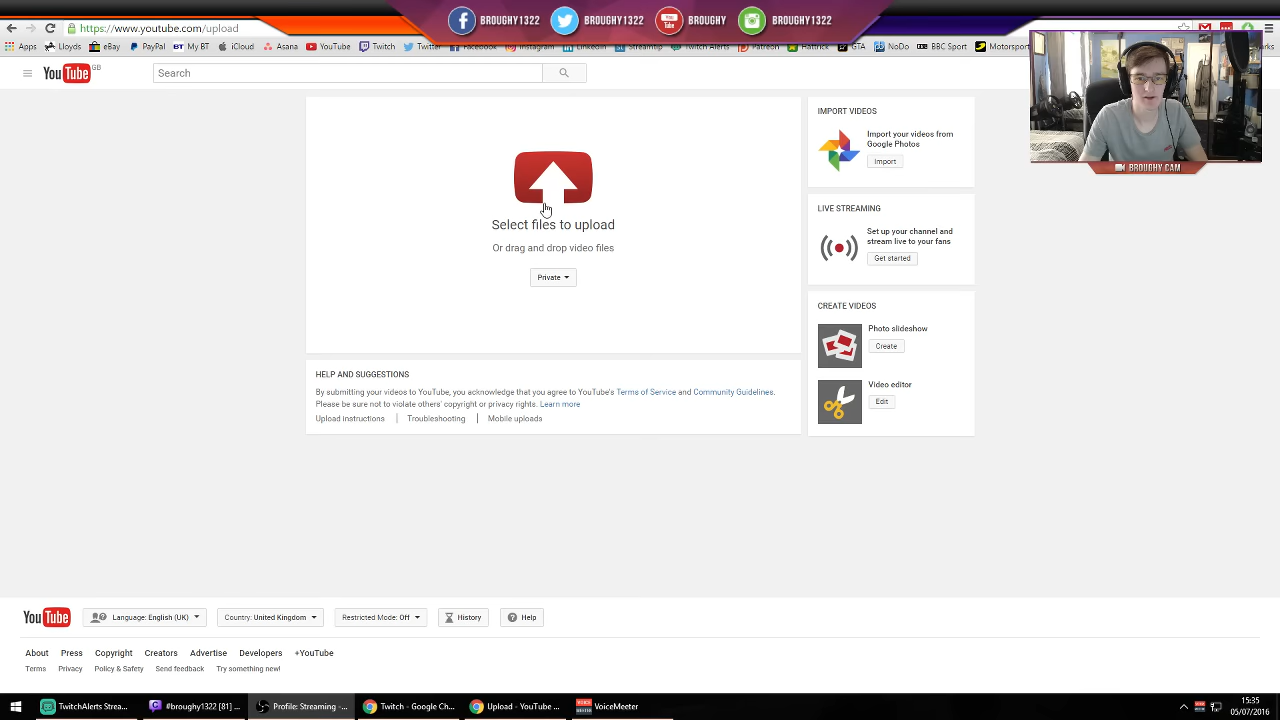 BROUGHY1322 BROUGHY1322 BROUGHY BROUGHY1322
https://www.youtube.com/upload
Apps Lloyds eBay PayPal My BT iCloud Asana YouTube Twitch Twitter Facebook Instagram LinkedIn Streamtip Twitch Alerts Patreon Hattrick GTA NoDo BBC Sport Motorsport
YouTube GB
Search
Select files to upload
Or drag and drop video files
Private
IMPORT VIDEOS
Import your videos from
Google Photos
Import
LIVE STREAMING
Set up your channel and
stream live to your fans
Get started
CREATE VIDEOS
Photo slideshow
Create
Video editor
Edit
BROUGHY CAM
HELP AND SUGGESTIONS
By submitting your videos to YouTube, you acknowledge that you agree to YouTube's Terms of Service and Community Guidelines.
Please be sure not to violate others' copyright or privacy rights. Learn more
Upload instructions | Troubleshooting | Mobile uploads
YouTube Language: English (UK) Country: United Kingdom Restricted Mode: Off History Help
About Press Copyright Creators Advertise Developers +YouTube
Terms Privacy Policy & Safety Send feedback Try something new!
TwitchAlerts Strea... #broughy1322 [81] ... Profile: Streaming -... Twitch - Google Ch... Upload - YouTube ... VoiceMeeter
15:35
05/07/2016